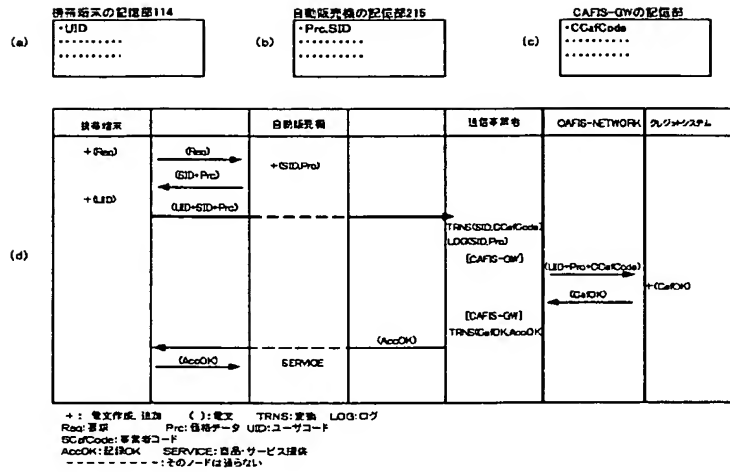 携帯端末の記憶部114
・UID
(a)
自動販売機の記憶部215
・Prc,SID
(b)
CAFIS-GWの記憶部
・CCafCode
(c)
(d)
携帯端末
自動販売機
通信事業者
CAFIS-NETWORK
クレジットシステム
+(Req)
(Req)
+(SID,Prc)
(SID+Prc)
+(UID)
(UID+SID+Prc)
TRNS(SID,CCafCode)
LOG(SID,Prc)
[CAFIS-GW]
(UID+Prc+CCafCode)
+(CafOK)
(CafOK)
[CAFIS-GW]
TRNS(CafOK,AccOK)
(AccOK)
(AccOK)
SERVICE
+ : 電文作成、追加 ( ):電文 TRNS:変換 LOG:ログ
Req:要求 Prc:価格データ UID:ユーザコード
SCafCode:事業者コード
AccOK:記録OK SERVICE:商品・サービス提供
----------:そのノードは通らない